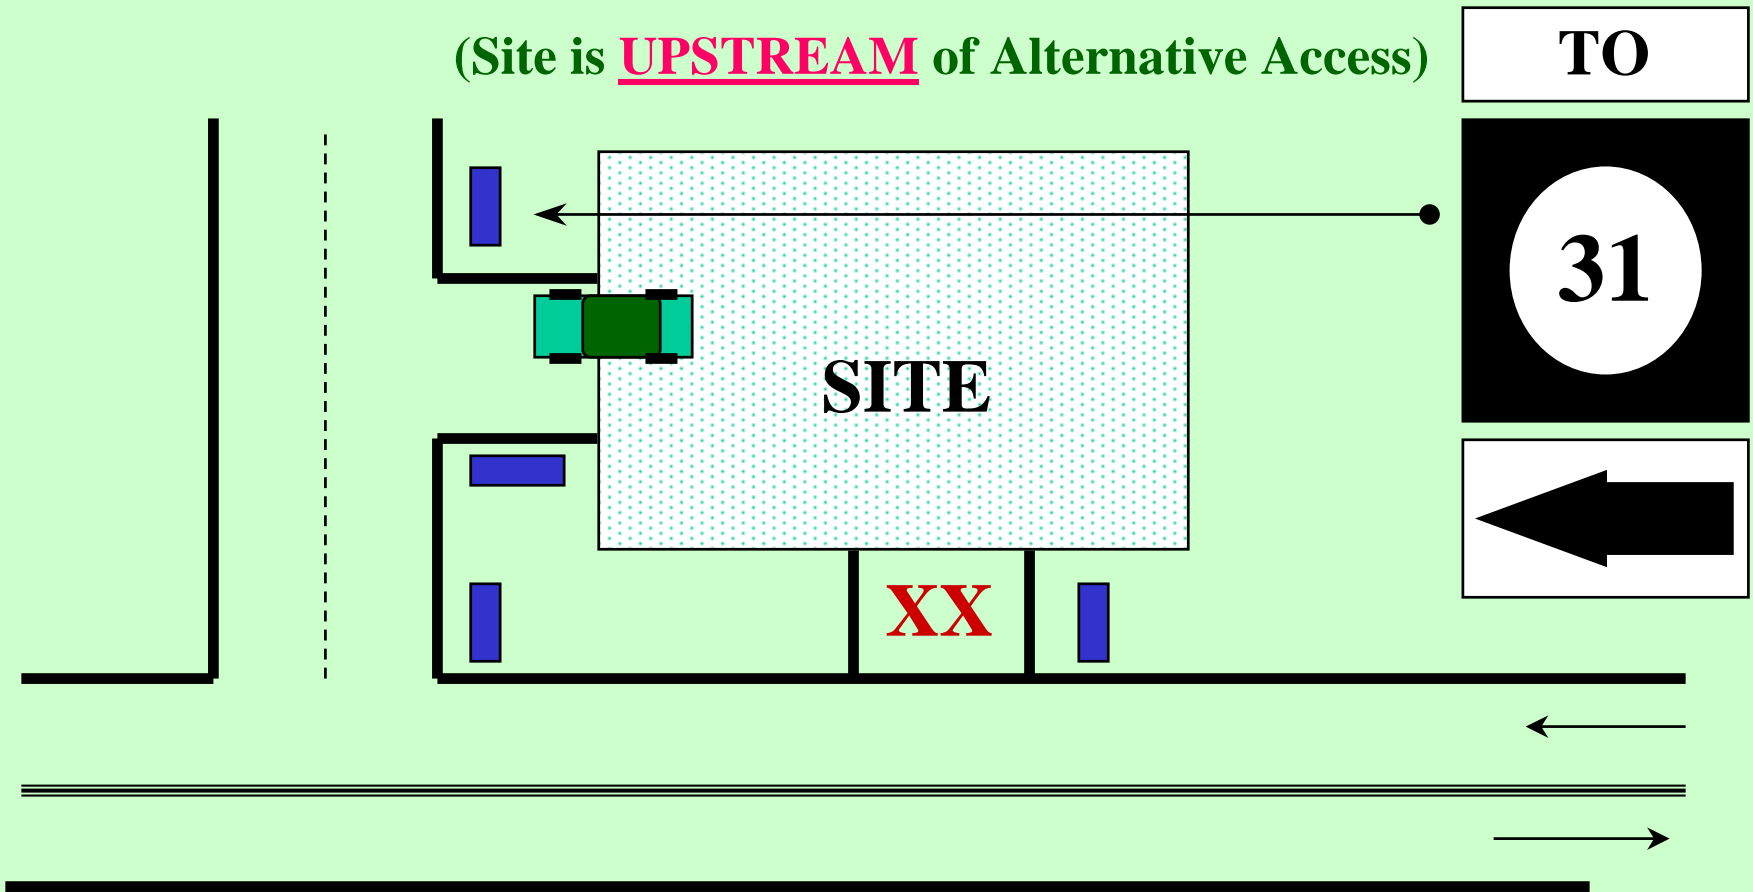 (Site is UPSTREAM of Alternative Access)
TO
31
SITE
XX